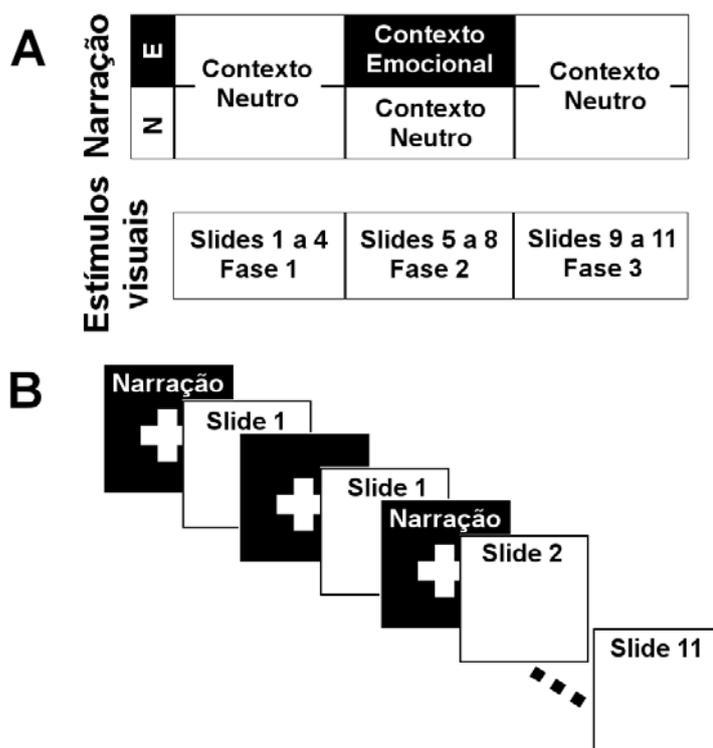 A
Narração
E
N
Contexto
Neutro
Contexto
Emocional
Contexto
Neutro
Contexto
Neutro
Estímulos
visuais
Slides 1 a 4
Fase 1
Slides 5 a 8
Fase 2
Slides 9 a 11
Fase 3
B
Narração
Slide 1
Slide 1
Narração
Slide 2
Slide 11